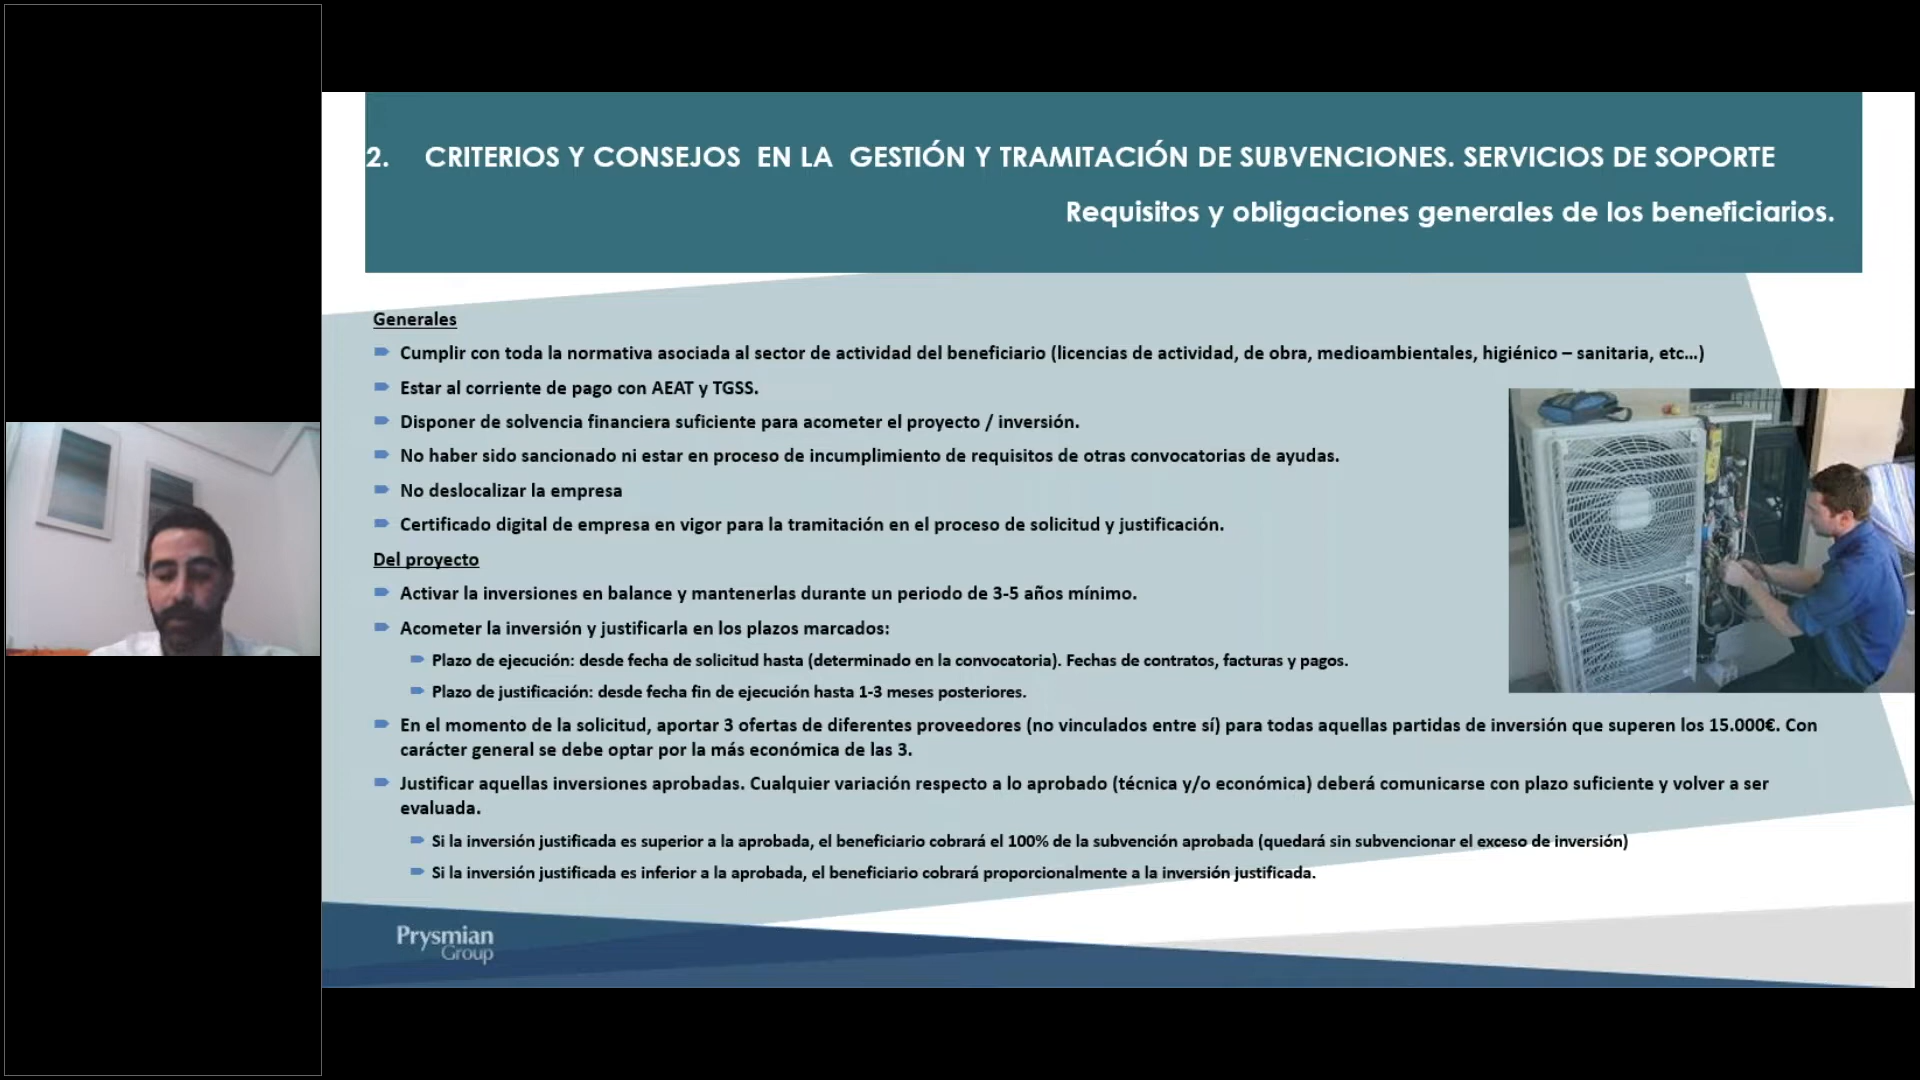 2. CRITERIOS Y CONSEJOS EN LA GESTIÓN Y TRAMITACIÓN DE SUBVENCIONES. SERVICIOS DE SOPORTE
Requisitos y obligaciones generales de los beneficiarios.
Generales
Cumplir con toda la normativa asociada al sector de actividad del beneficiario (licencias de actividad, de obra, medioambientales, higiénico – sanitaria, etc…)
Estar al corriente de pago con AEAT y TGSS.
Disponer de solvencia financiera suficiente para acometer el proyecto / inversión.
No haber sido sancionado ni estar en proceso de incumplimiento de requisitos de otras convocatorias de ayudas.
No deslocalizar la empresa
Certificado digital de empresa en vigor para la tramitación en el proceso de solicitud y justificación.
Del proyecto
Activar la inversiones en balance y mantenerlas durante un periodo de 3-5 años mínimo.
Acometer la inversión y justificarla en los plazos marcados:
Plazo de ejecución: desde fecha de solicitud hasta (determinado en la convocatoria). Fechas de contratos, facturas y pagos.
Plazo de justificación: desde fecha fin de ejecución hasta 1-3 meses posteriores.
En el momento de la solicitud, aportar 3 ofertas de diferentes proveedores (no vinculados entre sí) para todas aquellas partidas de inversión que superen los 15.000€. Con
carácter general se debe optar por la más económica de las 3.
Justificar aquellas inversiones aprobadas. Cualquier variación respecto a lo aprobado (técnica y/o económica) deberá comunicarse con plazo suficiente y volver a ser
evaluada.
Si la inversión justificada es superior a la aprobada, el beneficiario cobrará el 100% de la subvención aprobada (quedará sin subvencionar el exceso de inversión)
Si la inversión justificada es inferior a la aprobada, el beneficiario cobrará proporcionalmente a la inversión justificada.
Prysmian
Group